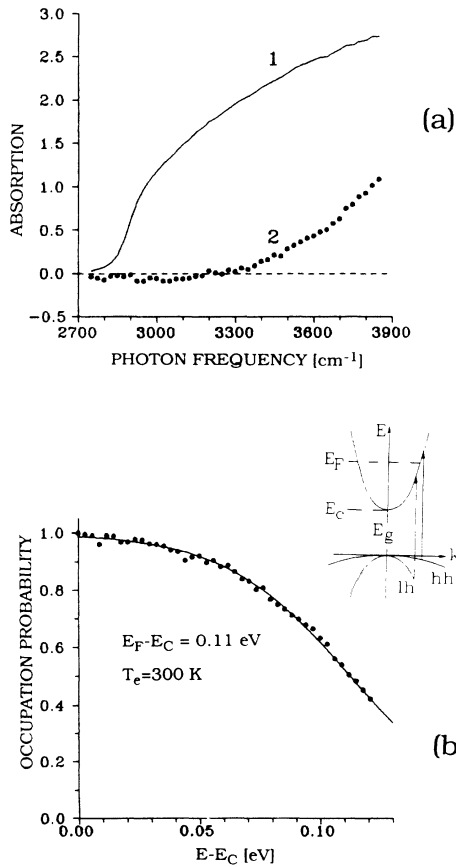 3.0
2.5
2.0
1.5
1.0
0.5
0.0
-0.5
ABSORPTION
1
2
(a)
2700 3000 3300 3600 3900
PHOTON FREQUENCY [cm⁻¹]
E
E_F
E_C
E_g
k
lh
hh
1.0
0.8
0.6
0.4
0.2
0.0
OCCUPATION PROBABILITY
E_F-E_C = 0.11 eV
T_e=300 K
(b
0.00 0.05 0.10
E-E_C [eV]